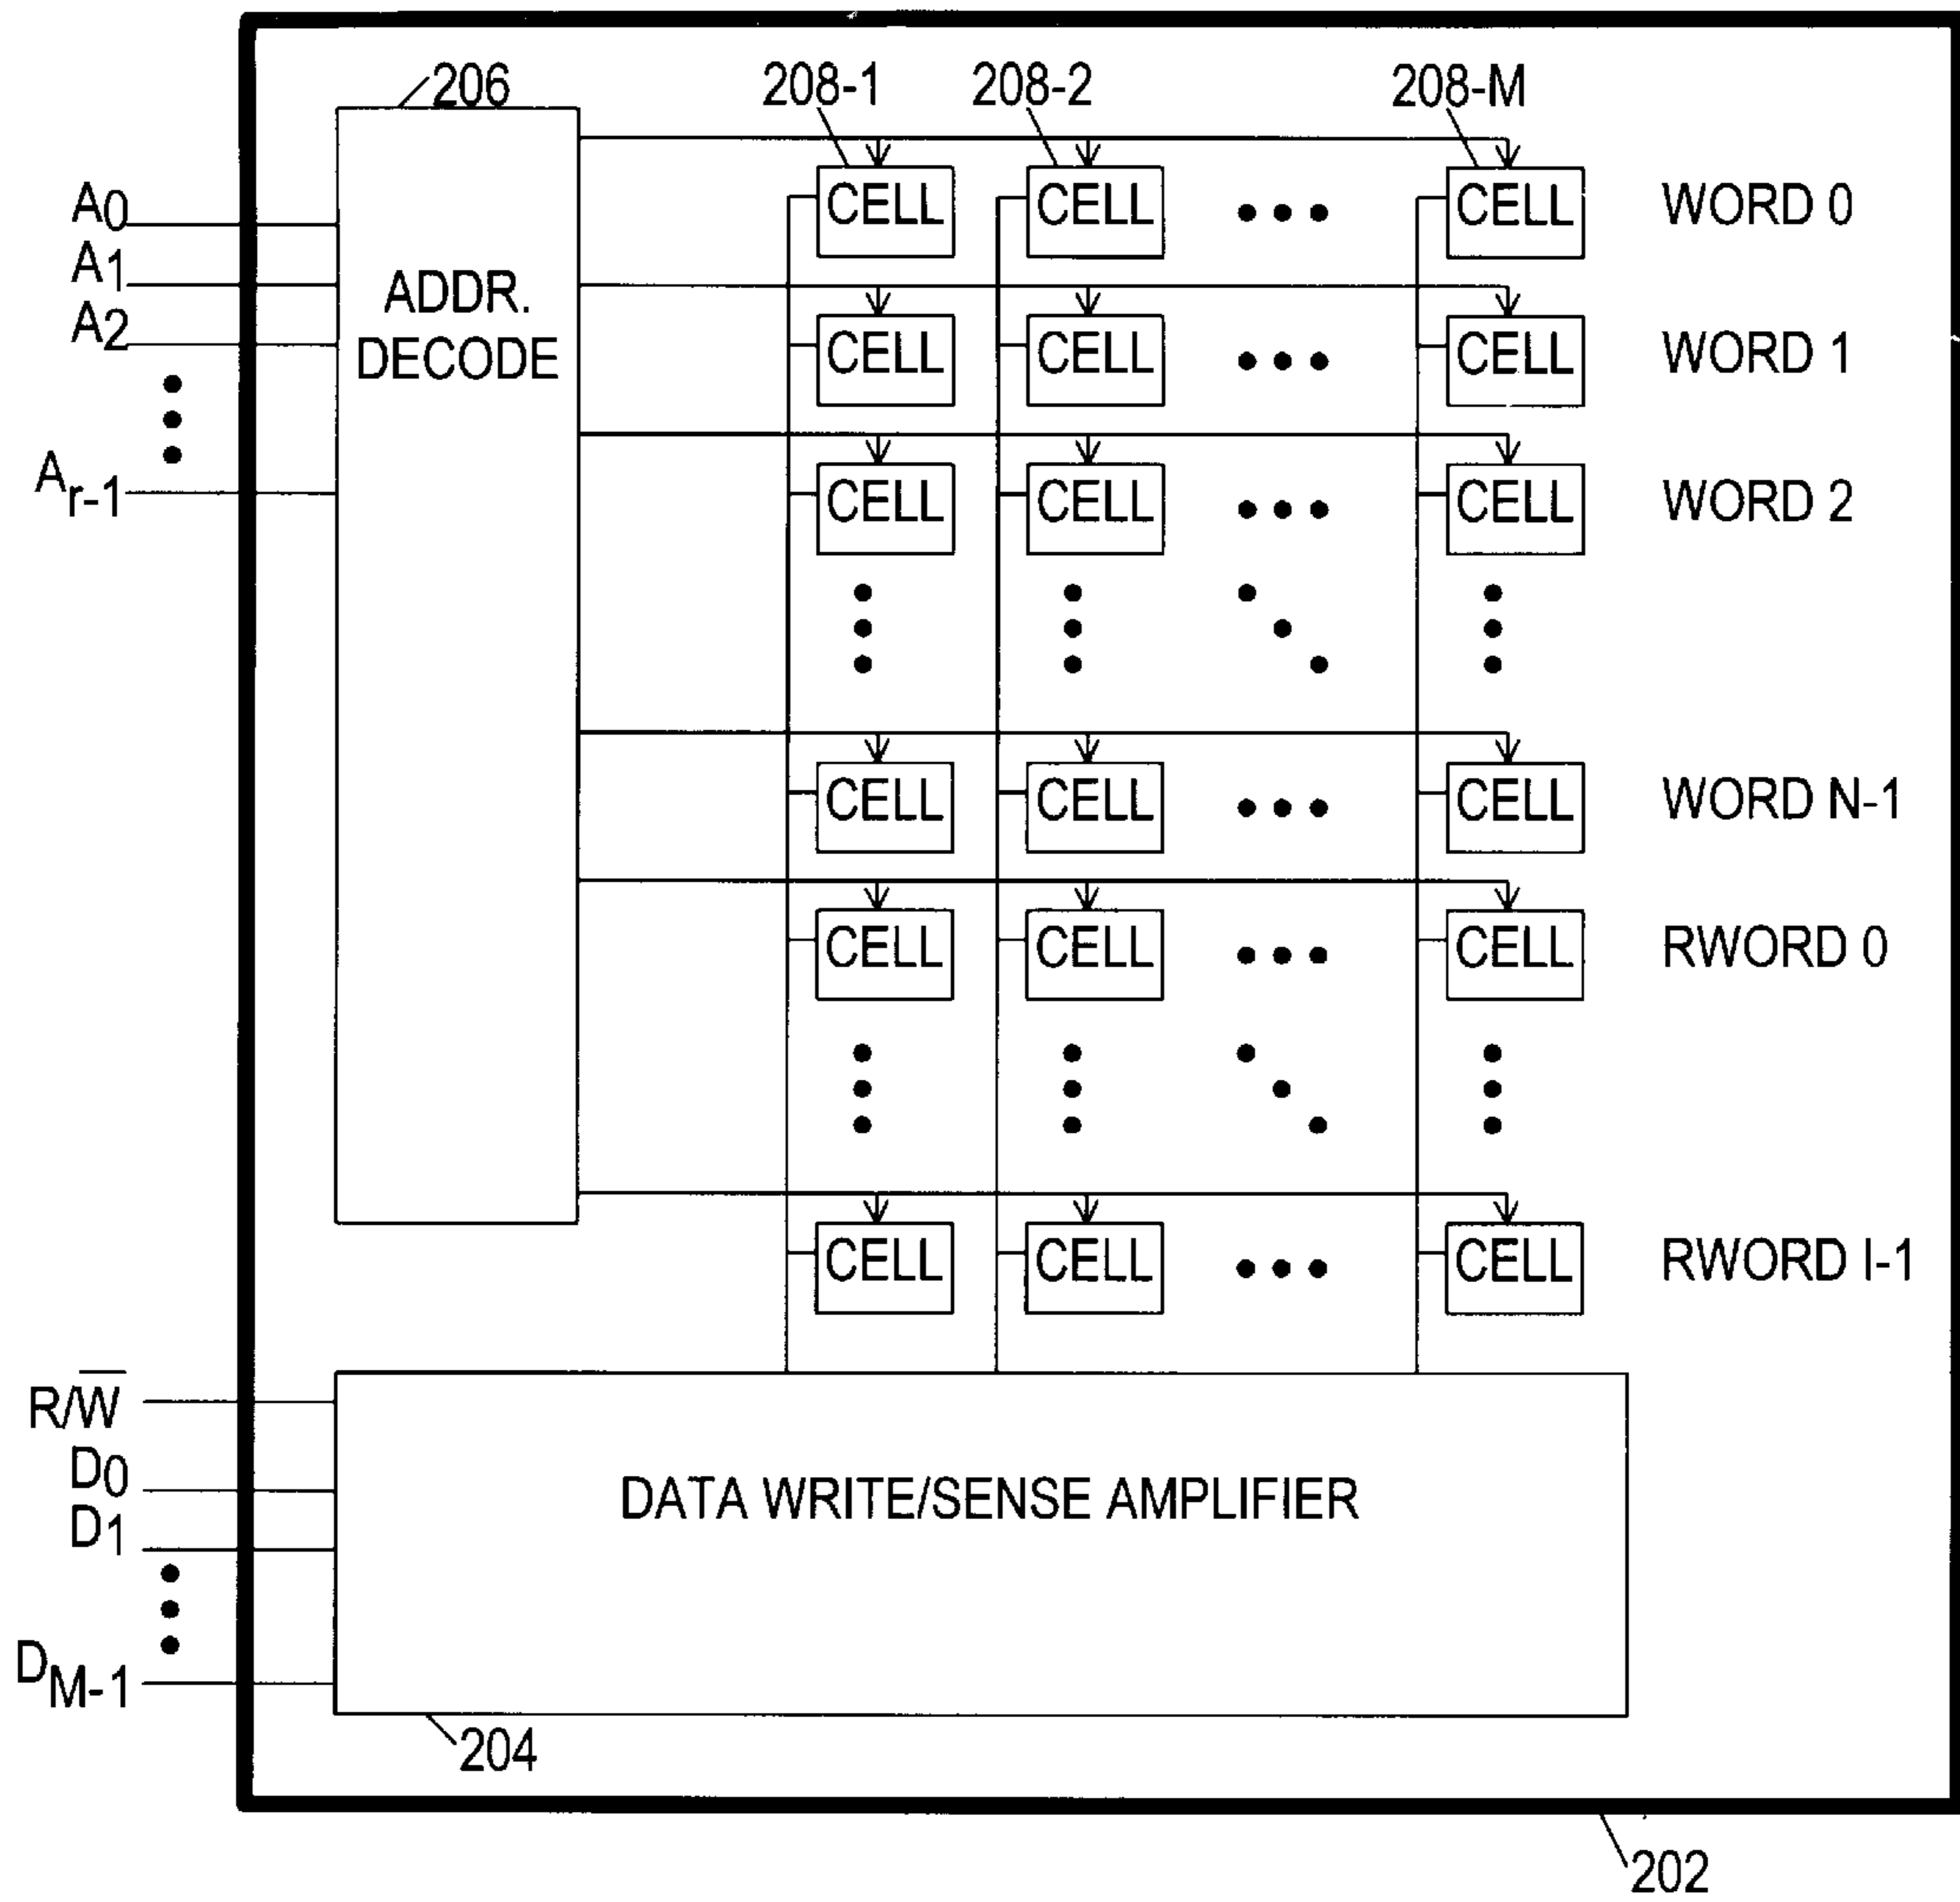 206 208-1 208-2 208-M
A0
A1
A2
Ar-1
ADDR.
DECODE
CELL CELL CELL WORD 0
CELL CELL CELL WORD 1
CELL CELL CELL WORD 2
CELL CELL CELL WORD N-1
CELL CELL CELL RWORD 0
CELL CELL CELL RWORD I-1
R/W̅
D0
D1
DM-1
DATA WRITE/SENSE AMPLIFIER
204
202